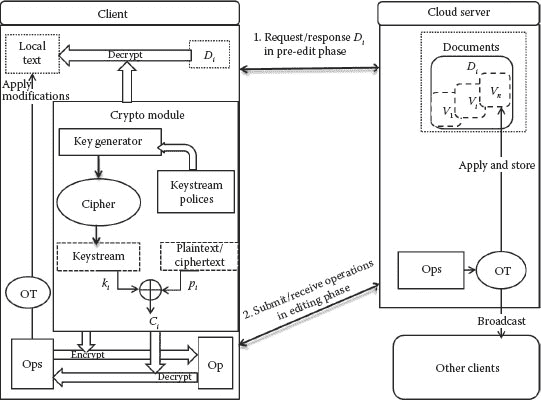 Client
Cloud server
Local
text
Decrypt
Di
1. Request/response Di
in pre-edit phase
Documents
Di
V1
Vi
Vn
Apply
modifications
Crypto module
Key generator
Keystream
polices
Cipher
Keystream
Plaintext/
ciphertext
ki
pi
Ci
Apply and store
Ops
OT
OT
2. Submit/receive operations
in editing phase
Broadcast
Ops
Encrypt
Op
Decrypt
Other clients